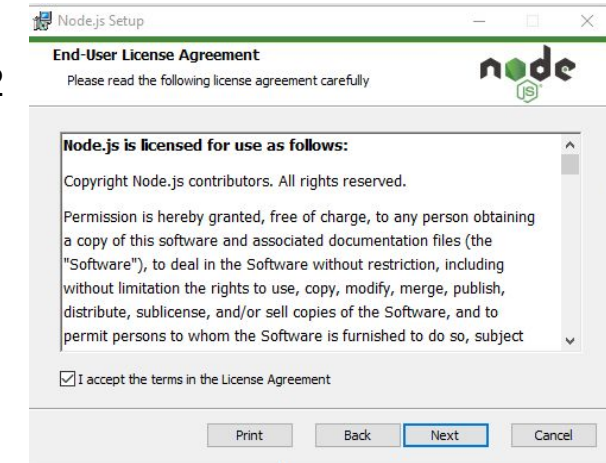 Node.js Setup
End-User License Agreement
Please read the following license agreement carefully
node
JS
Node.js is licensed for use as follows:
Copyright Node.js contributors. All rights reserved.
Permission is hereby granted, free of charge, to any person obtaining
a copy of this software and associated documentation files (the
"Software"), to deal in the Software without restriction, including
without limitation the rights to use, copy, modify, merge, publish,
distribute, sublicense, and/or sell copies of the Software, and to
permit persons to whom the Software is furnished to do so, subject
I accept the terms in the License Agreement
Print Back Next Cancel